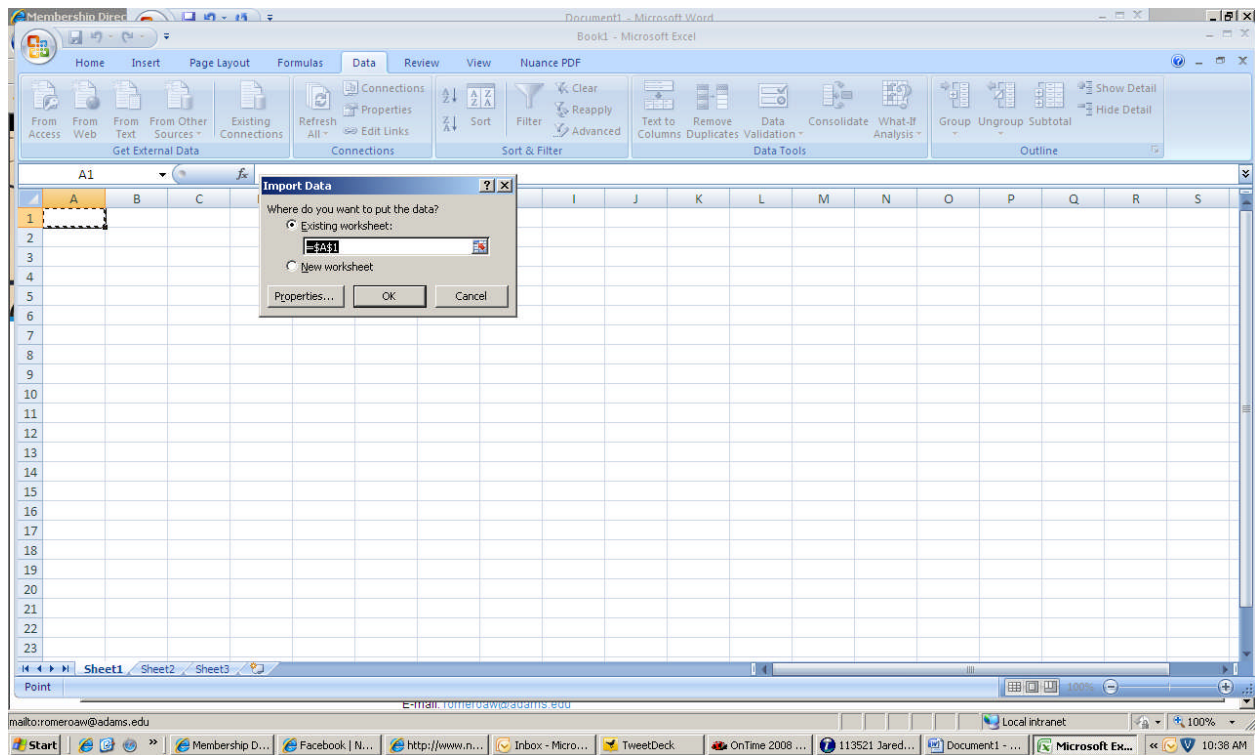 Membership Direc
Document1 - Microsoft Word
Book1 - Microsoft Excel
Home Insert Page Layout Formulas Data Review View Nuance PDF
From Access
From Web
From Text
From Other Sources
Existing Connections
Get External Data
Refresh All
Connections
Properties
Edit Links
Connections
Sort
Filter
Clear
Reapply
Advanced
Sort & Filter
Text to Columns
Remove Duplicates
Data Validation
Consolidate
What-If Analysis
Data Tools
Group
Ungroup
Subtotal
Show Detail
Hide Detail
Outline
A1 fx
A B C I J K L M N O P Q R S
Import Data
Where do you want to put the data?
Existing worksheet:
=$A$1
New worksheet
Properties... OK Cancel
1
2
3
4
5
6
7
8
9
10
11
12
13
14
15
16
17
18
19
20
21
22
23
Sheet1 Sheet2 Sheet3
Point 100%
E-mail: romeroaw@adams.edu
mailto:romeroaw@adams.edu Local intranet 100%
Start » Membership D... Facebook | N... http://www.n... Inbox - Micro... TweetDeck OnTime 2008 ... 113521 Jared... Document1 - ... Microsoft Ex... « 10:38 AM